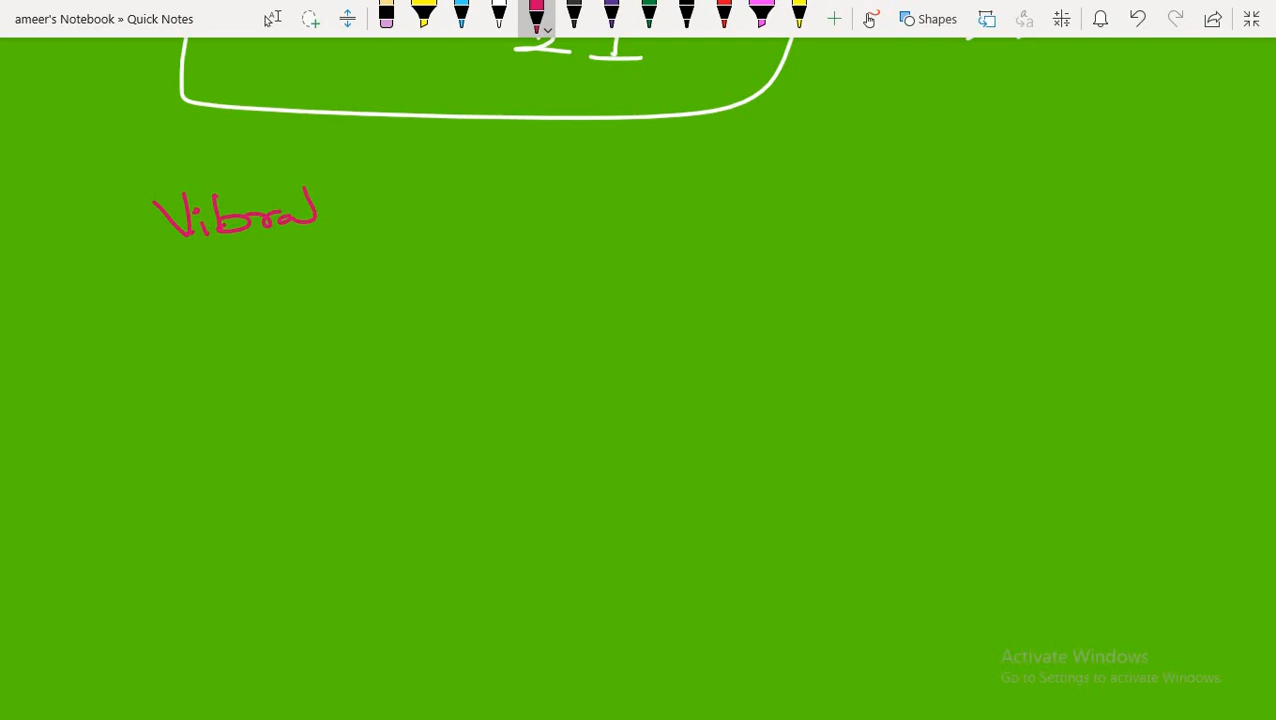 ameer's Notebook » Quick Notes
Shapes
Vibra
Activate Windows
Go to Settings to activate Windows.